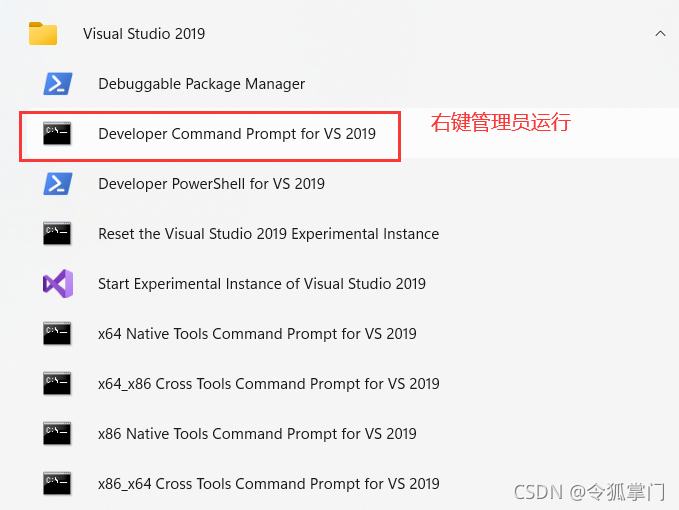 Visual Studio 2019
Debuggable Package Manager
Developer Command Prompt for VS 2019
右键管理员运行
Developer PowerShell for VS 2019
Reset the Visual Studio 2019 Experimental Instance
Start Experimental Instance of Visual Studio 2019
x64 Native Tools Command Prompt for VS 2019
x64_x86 Cross Tools Command Prompt for VS 2019
x86 Native Tools Command Prompt for VS 2019
x86_x64 Cross Tools Command Prompt for VS 2019
CSDN @令狐掌门